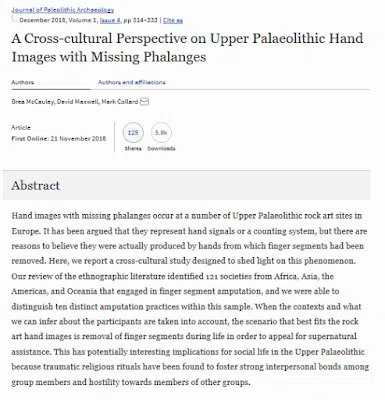 Journal of Paleolithic Archaeology
December 2018, Volume 1, Issue 4, pp 314–333 | Cite as
A Cross-cultural Perspective on Upper Palaeolithic Hand
Images with Missing Phalanges
Authors
Authors and affiliations
Brea McCauley, David Maxwell, Mark Collard
Article
First Online: 21 November 2018
125
Shares
5.9k
Downloads
Abstract
Hand images with missing phalanges occur at a number of Upper Palaeolithic rock art sites in
Europe. It has been argued that they represent hand signals or a counting system, but there are
reasons to believe they were actually produced by hands from which finger segments had been
removed. Here, we report a cross-cultural study designed to shed light on this phenomenon.
Our review of the ethnographic literature identified 121 societies from Africa, Asia, the
Americas, and Oceania that engaged in finger segment amputation, and we were able to
distinguish ten distinct amputation practices within this sample. When the contexts and what
we can infer about the participants are taken into account, the scenario that best fits the rock
art hand images is removal of finger segments during life in order to appeal for supernatural
assistance. This has potentially interesting implications for social life in the Upper Palaeolithic
because traumatic religious rituals have been found to foster strong interpersonal bonds among
group members and hostility towards members of other groups.